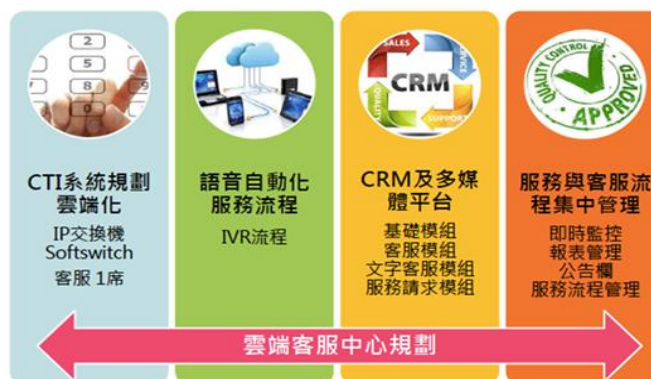 2
5
8
0
CTI系統規劃
雲端化
IP交換機
Softswitch
客服 1席
語音自動化
服務流程
IVR流程
SALES
SERVICE
CRM
QUALITY
SUPPORT
CRM及多媒
體平台
基礎模組
客服模組
文字客服模組
服務請求模組
QUALITY CONTROL
APPROVED
服務與客服流
程集中管理
即時監控
報表管理
公告欄
服務流程管理
雲端客服中心規劃